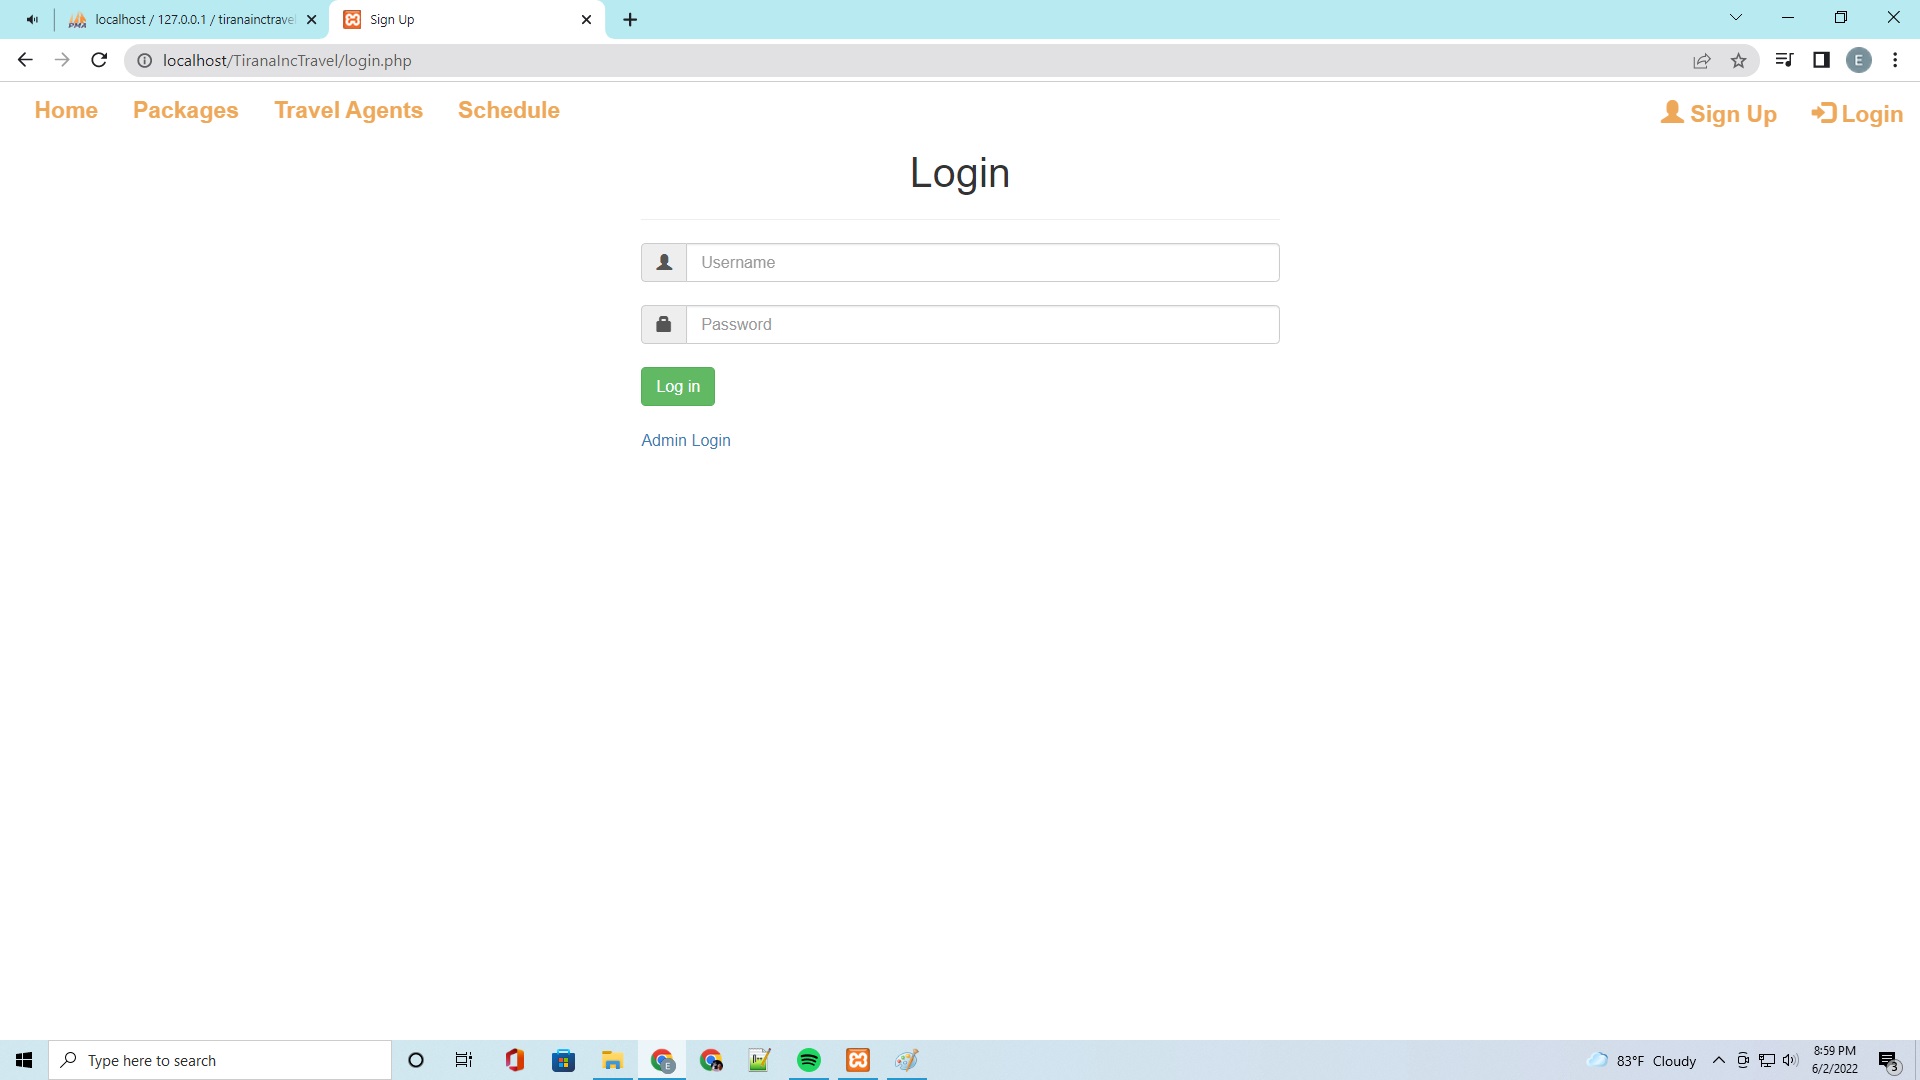 localhost / 127.0.0.1 / tiranainctravel
Sign Up
localhost/TiranaIncTravel/login.php
E
Home Packages Travel Agents Schedule Sign Up Login
Login
Username
Password
Log in
Admin Login
Type here to search
83°F Cloudy
8:59 PM
6/2/2022
3